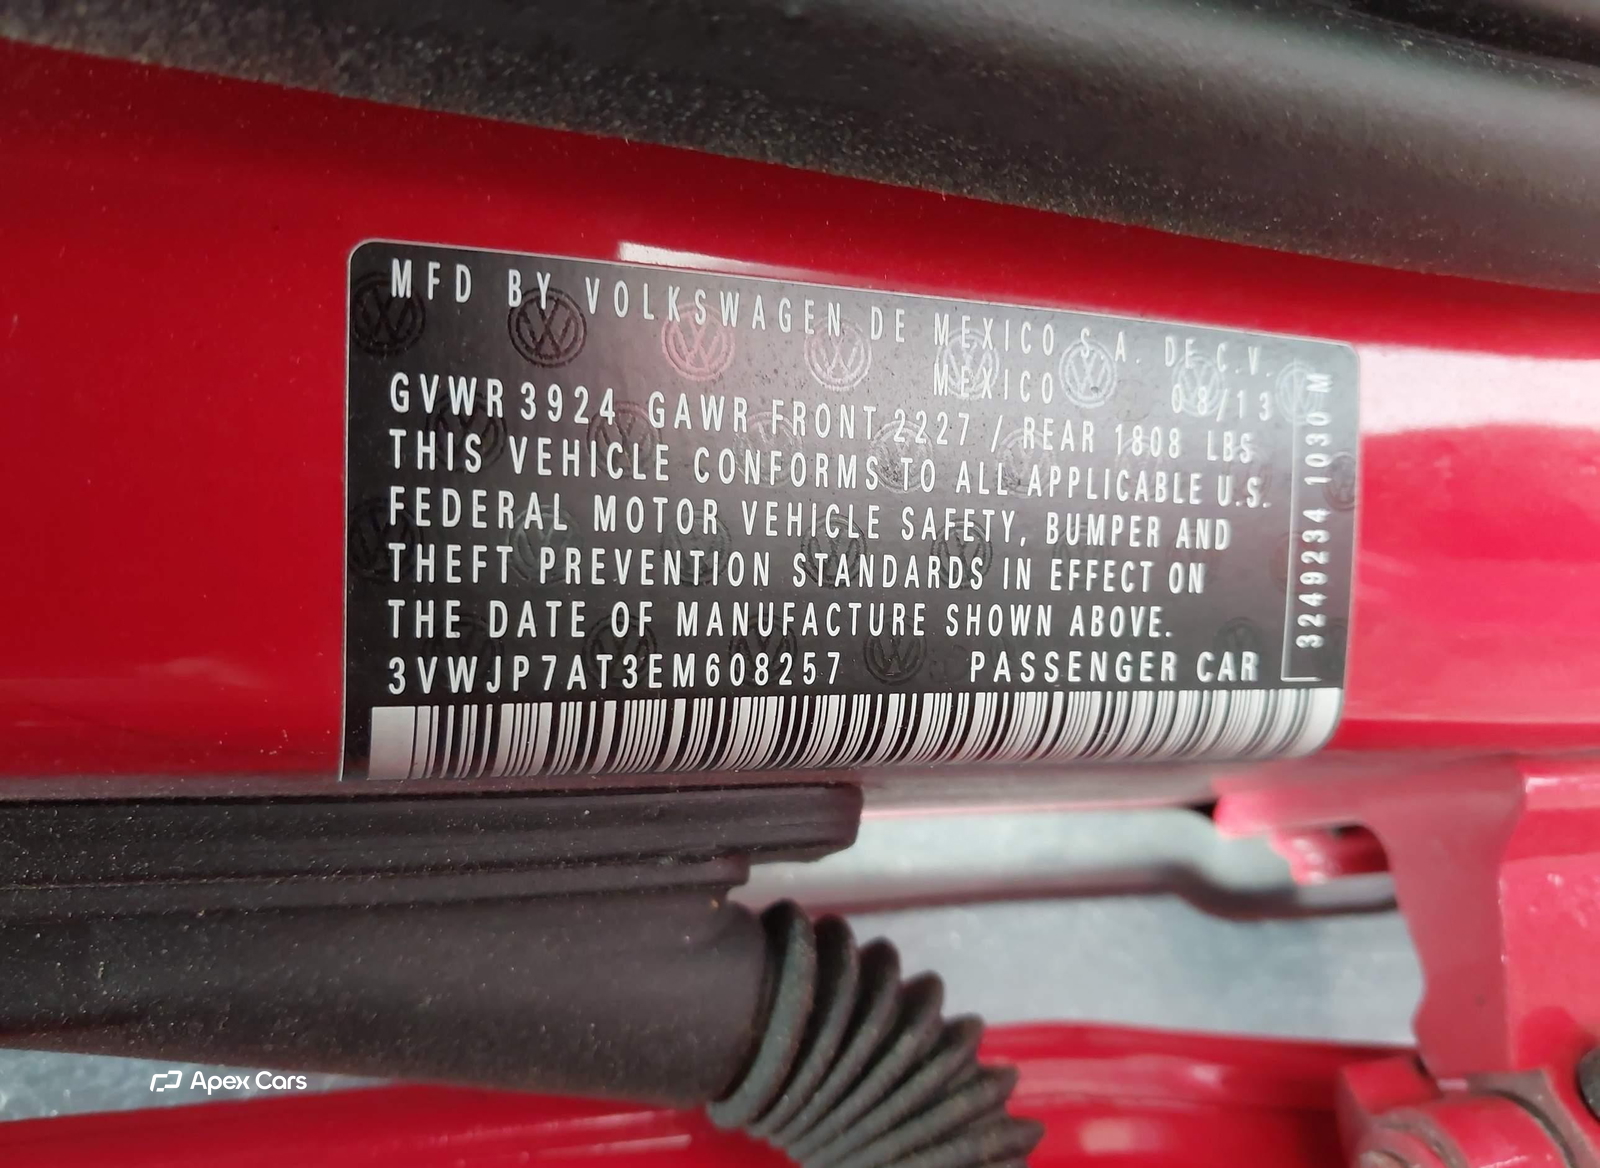 MFD BY VOLKSWAGEN DE MEXICO S.A. DE C.V.
MEXICO 08/13
GVWR 3924 GAWR FRONT 2227 / REAR 1808 LBS
THIS VEHICLE CONFORMS TO ALL APPLICABLE U.S.
FEDERAL MOTOR VEHICLE SAFETY, BUMPER AND
THEFT PREVENTION STANDARDS IN EFFECT ON
THE DATE OF MANUFACTURE SHOWN ABOVE.
3VWJP7AT3EM608257 PASSENGER CAR
3249234 1030 M
Apex Cars